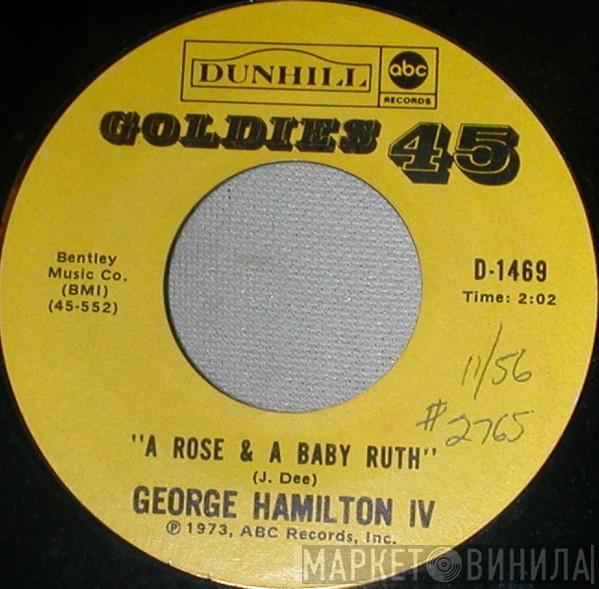 DUNHILL
abc
RECORDS
GOLDIES 45
Bentley
Music Co.
(BMI)
(45-552)
D-1469
Time: 2:02
11/56
#2765
"A ROSE & A BABY RUTH"
(J. Dee)
GEORGE HAMILTON IV
℗ 1973, ABC Records, Inc.
МАРКЕТ ВИНИЛА